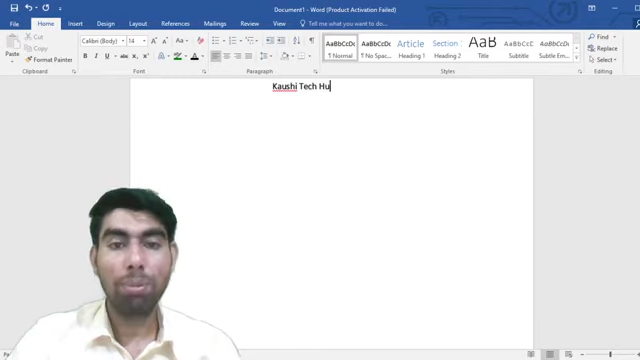 Document1 - Word (Product Activation Failed)
File Home Insert Design Layout References Mailings Review View Help Tell me what you want to do...
Paste
Cut
Copy
Format Painter
Clipboard
Calibri (Body) 14
B I U
Font
Paragraph
AaBbCcDc AaBbCcDc Article Section AaB AaBbCcDc AaBbCcDc
¶ Normal ¶ No Spac... Heading 1 Heading 2 Title Subtitle Subtle Em...
Styles
Find
Replace
Select
Editing
Kaushi Tech Hu